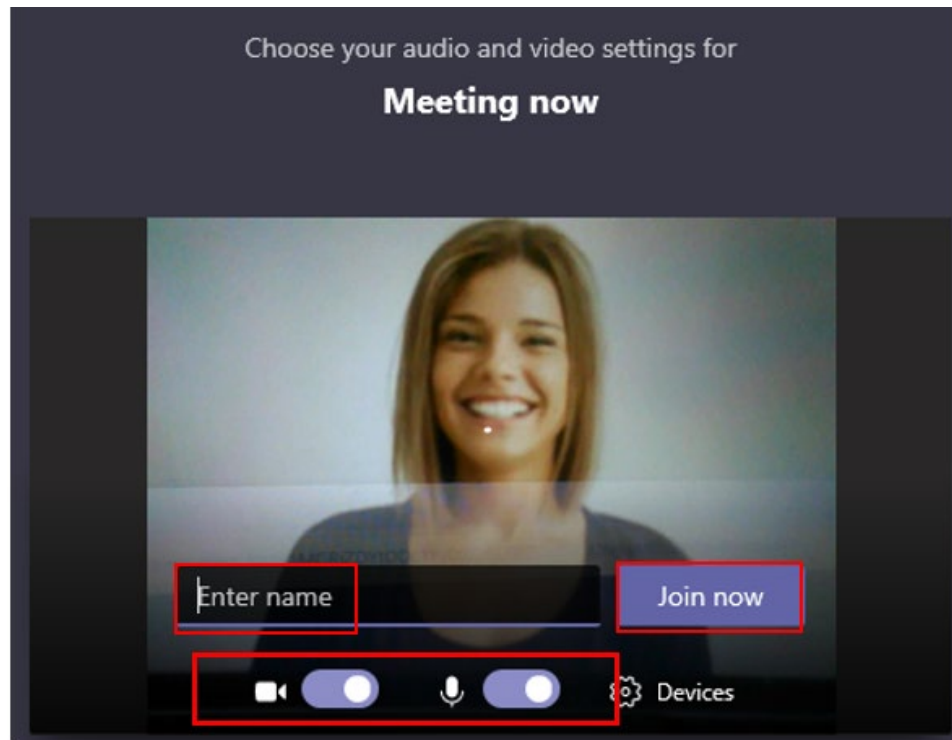 Choose your audio and video settings for
Meeting now
Enter name
Join now
Devices